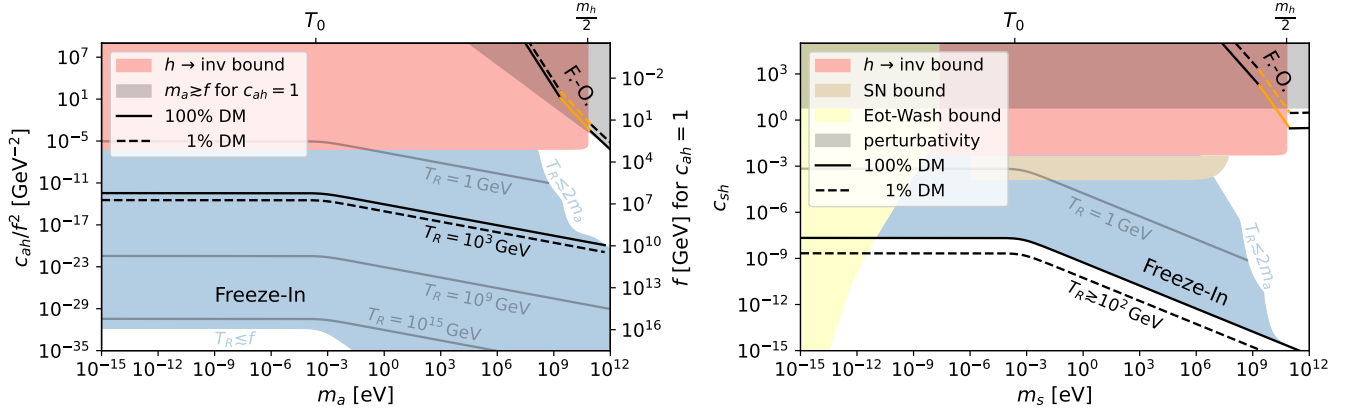 T₀
m_h/2
10⁷
10¹
10⁻⁵
10⁻¹¹
10⁻¹⁷
10⁻²³
10⁻²⁹
10⁻³⁵
c_ah/f² [GeV⁻²]
h → inv bound
m_a≳f for c_ah = 1
100% DM
1% DM
F.-O.
T_R = 1 GeV
T_R≲2m_a
T_R = 10³ GeV
Freeze-In
T_R = 10⁹ GeV
T_R = 10¹⁵ GeV
T_R≲f
10⁻²
10¹
10⁴
10⁷
10¹⁰
10¹³
10¹⁶
f [GeV] for c_ah = 1
10⁻¹⁵
10⁻¹²
10⁻⁹
10⁻⁶
10⁻³
10⁰
10³
10⁶
10⁹
10¹²
m_a [eV]
T₀
m_h/2
10³
10⁰
10⁻³
10⁻⁶
10⁻⁹
10⁻¹²
10⁻¹⁵
c_sh
h → inv bound
SN bound
Eot-Wash bound
perturbativity
100% DM
1% DM
F.-O.
T_R = 1 GeV
T_R≲2m_a
Freeze-In
T_R≳10² GeV
10⁻¹⁵
10⁻¹²
10⁻⁹
10⁻⁶
10⁻³
10⁰
10³
10⁶
10⁹
10¹²
m_s [eV]